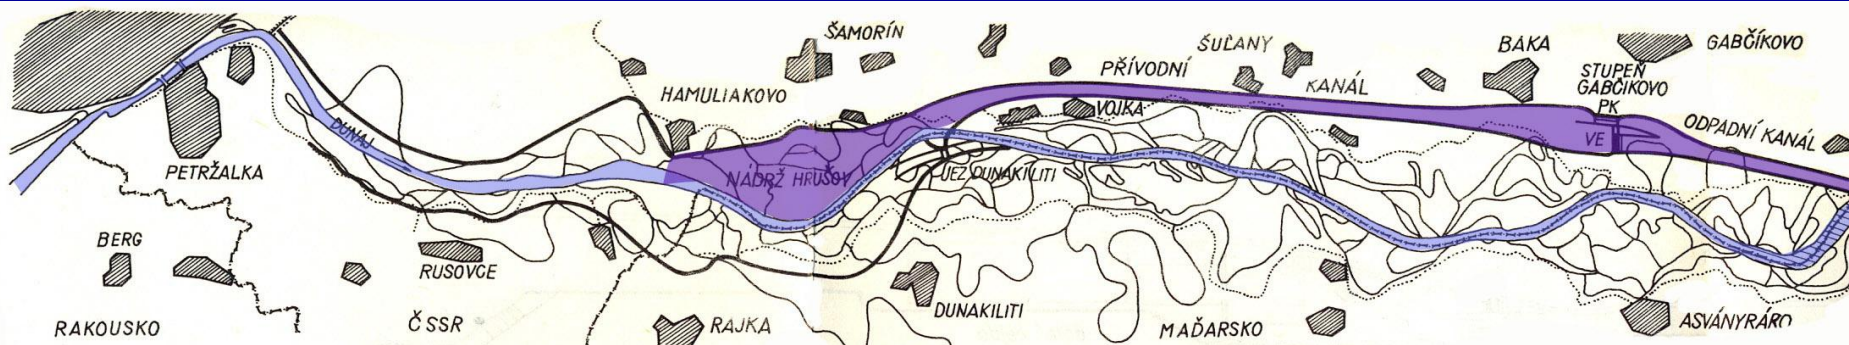 ŠAMORÍN
ŠUĽANY
BAKA
GABČÍKOVO
PŘÍVODNÍ
KANÁL
STUPEŇ
GABČÍKOVO
PK
HAMULIAKOVO
VOJKA
ODPADNÍ KANÁL
DUNAJ
VE
PETRŽALKA
NÁDRŽ HRUŠOV
UEZ DUNAKILITI
BERG
RUSOVCE
DUNAKILITI
RAKOUSKO
ČSSR
RAJKA
MAĎARSKO
ASVÁNYRÁRO